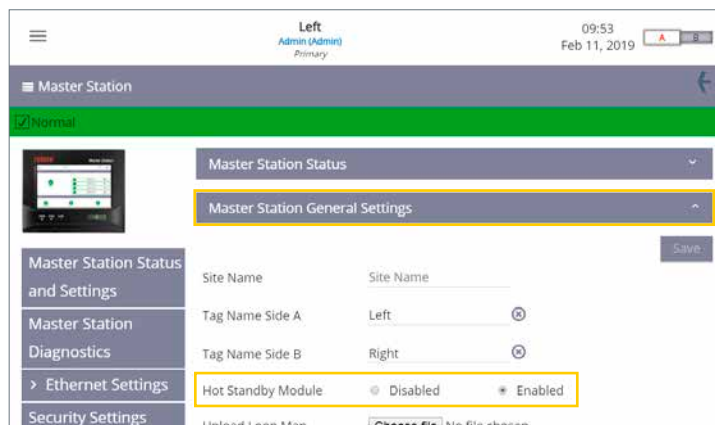 Left
Admin (Admin)
Primary
09:53
Feb 11, 2019
A
B
Master Station
Normal
Master Station Status
Master Station General Settings
Save
Master Station Status
and Settings
Master Station
Diagnostics
> Ethernet Settings
Security Settings
Site Name Site Name
Tag Name Side A Left
Tag Name Side B Right
Hot Standby Module Disabled Enabled
Upload Loop Map Choose file No file chosen